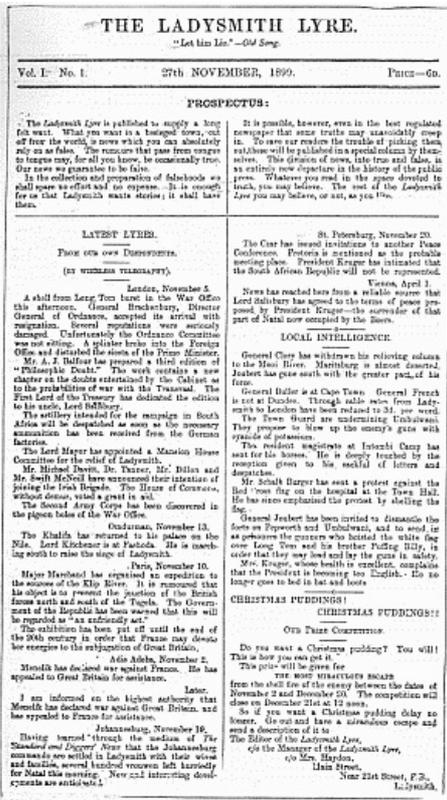 THE LADYSMITH LYRE.
"Let him Lie."—Old Song.
Vol. I. No. 1. 27th NOVEMBER, 1899. PRICE—6D.
PROSPECTUS:
The Ladysmith Lyre is published to supply a long
felt want. What you want in a besieged town, cut
off from the world, is news which you can absolutely
rely on as false. The rumours that pass from tongue
to tongue may, for all you know, be occasionally true.
Our news we guarantee to be false.
In the collection and preparation of falsehoods we
shall spare no effort and no expense. It is enough
for us that Ladysmith wants stories; it shall have
them.
It is possible, however, even in the best regulated
newspaper that some truths may unavoidably creep
in. To save our readers the trouble of picking them
out, these will be published in a special column by them-
selves. This division of news, into true and false, is
an entirely new departure in the history of the public
press. Whatever you read in the space devoted to
truth, you may believe. The rest of the Ladysmith
Lyre you may believe, or not, as you
LATEST LYRES.
FROM OUR OWN DESPONDENTS.
(BY WIRELESS TELEGRAPHY).
London, November 5.
A shell from Long Tom burst in the War Office
this afternoon. General Brackenbury, Director
General of Ordnance, accepted its arrival with
resignation. Several reputations were seriously
damaged. Unfortunately the Ordnance Committee
was not sitting. A splinter broke into the Foreign
Office and disturbed the siesta of the Prime Minister.
Mr. A. J. Balfour has prepared a third edition of
"Philosophic Doubt." The work contains a new
chapter on the doubts entertained by the Cabinet as
to the probabilities of war with the Transvaal. The
First Lord of the Treasury has dedicated the edition
to his uncle, Lord Salisbury.
The artillery intended for the campaign in South
Africa will be despatched as soon as the necessary
ammunition has been received from the German
factories.
The Lord Mayor has appointed a Mansion House
Committee for the relief of Ladysmith.
Mr. Michael Davitt, Dr. Tanner, Mr. Dillon and
Mr. Swift McNeill have announced their intention of
joining the Irish Brigade. The House of Commons,
without demur, voted a grant in aid.
The Second Army Corps has been discovered in
the pigeon holes of the War Office.
Omdurman, November 13.
The Khalifa has returned to his palace on the
Nile. Lord Kitchener is at Fashoda. He is march-
ing south to raise the siege of Ladysmith.
Paris, November 10.
Major Marchand has organised an expedition to
the sources of the Klip River. It is rumoured that
his object is to prevent the junction of the British
forces north and south of the Tugela. The Govern-
ment of the Republic has been warned that this will
be regarded as "an unfriendly act."
The exhibition has been put off until the end of
the 20th century in order that France may devote
her energies to the subjugation of Great Britain.
Adis Adeba, November 2.
Menelik has declared war against France. He has
appealed to Great Britain for assistance.
Later.
I am informed on the highest authority that
Menelik has declared war against Great Britain, and
has appealed to France for assistance.
Johannesburg, November 19.
Having learned "through the medium of The
Standard and Diggers' News that the Johannesburg
commando are settled in Ladysmith with their wives
and families, several hundred vrouwen left hurriedly
for Natal this morning. New and interesting develop-
ments are anticipated.
St. Petersburg, November 20.
The Czar has issued invitations to another Peace
Conference. Pretoria is mentioned as the probable
meeting place. President Kruger has intimated that
the South African Republic will not be represented.
Vienna, April 1.
News has reached here from a reliable source that
Lord Salisbury has agreed to the terms of peace pro-
posed by President Kruger—the surrender of that
part of Natal now occupied by the Boers.
LOCAL INTELLIGENCE.
General Clery has withdrawn his relieving column
to the Mooi River. Maritzburg is almost deserted,
Joubert has gone south with the greater part of his
force.
General Buller is at Cape Town. General French
is not at Dundee. Through cable rates from Lady-
smith to London have been reduced to 3d. per word.
The Town Guard are undermining Umbulwani.
They propose to blow up the enemy's guns with
cyanide of potassium.
The resident magistrate at Intombi Camp has
sent for his horses. He is deeply touched by the
reception given to his sackful of letters and
despatches.
Mr. Schalk Burger has sent a protest against the
Red Cross flag on the hospital at the Town Hall.
He has since emphasised the protest by shelling the
flag.
General Joubert has been invited to dismantle the
forts on Pepworth and Umbulwani, and to send in
as prisoners the gunners who hoisted the white flag
over Long Tom and his brother Puffing Billy, in
order that they may load and lay the guns in safety.
Mrs. Kruger, whose health is excellent, complains
that the President is becoming too English. He no
longer goes to bed in hat and boots
CHRISTMAS PUDDINGS!
CHRISTMAS PUDDINGS!!
OUR PRIZE COMPETITION.
Do you want a Christmas pudding? You will!
This is how you can get it.
This prize will be given for
THE MOST MIRACULOUS ESCAPE
from the shell fire of the enemy between the dates of
November 2 and December 20. The competition will
close on December 21st at 12 noon.
So if you want a Christmas pudding delay no
longer. Go out and have a miraculous escape and
send a description of it to
The Editor of the Ladysmith Lyre,
c/o the Manager of the Ladysmith Lyre,
c/o Mrs. Haydon,
Main Street,
Near 21st Street, F.B.,
Ladysmith.